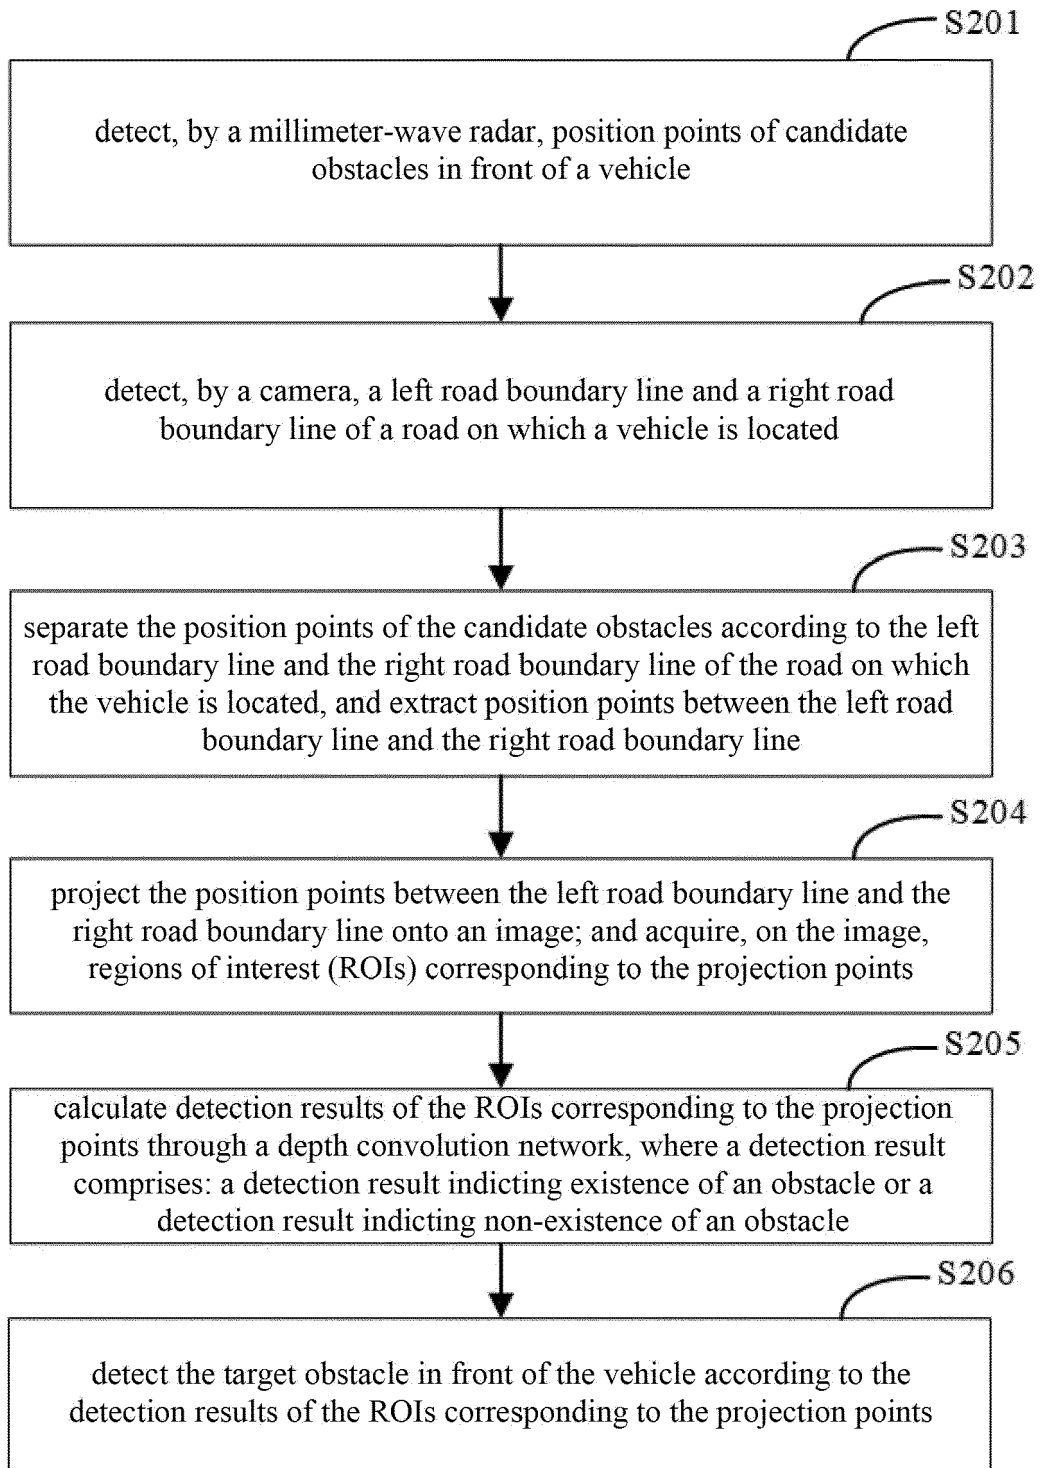 S201
detect, by a millimeter-wave radar, position points of candidate
obstacles in front of a vehicle
S202
detect, by a camera, a left road boundary line and a right road
boundary line of a road on which a vehicle is located
S203
separate the position points of the candidate obstacles according to the left
road boundary line and the right road boundary line of the road on which
the vehicle is located, and extract position points between the left road
boundary line and the right road boundary line
S204
project the position points between the left road boundary line and the
right road boundary line onto an image; and acquire, on the image,
regions of interest (ROIs) corresponding to the projection points
S205
calculate detection results of the ROIs corresponding to the projection
points through a depth convolution network, where a detection result
comprises: a detection result indicting existence of an obstacle or a
detection result indicting non-existence of an obstacle
S206
detect the target obstacle in front of the vehicle according to the
detection results of the ROIs corresponding to the projection points